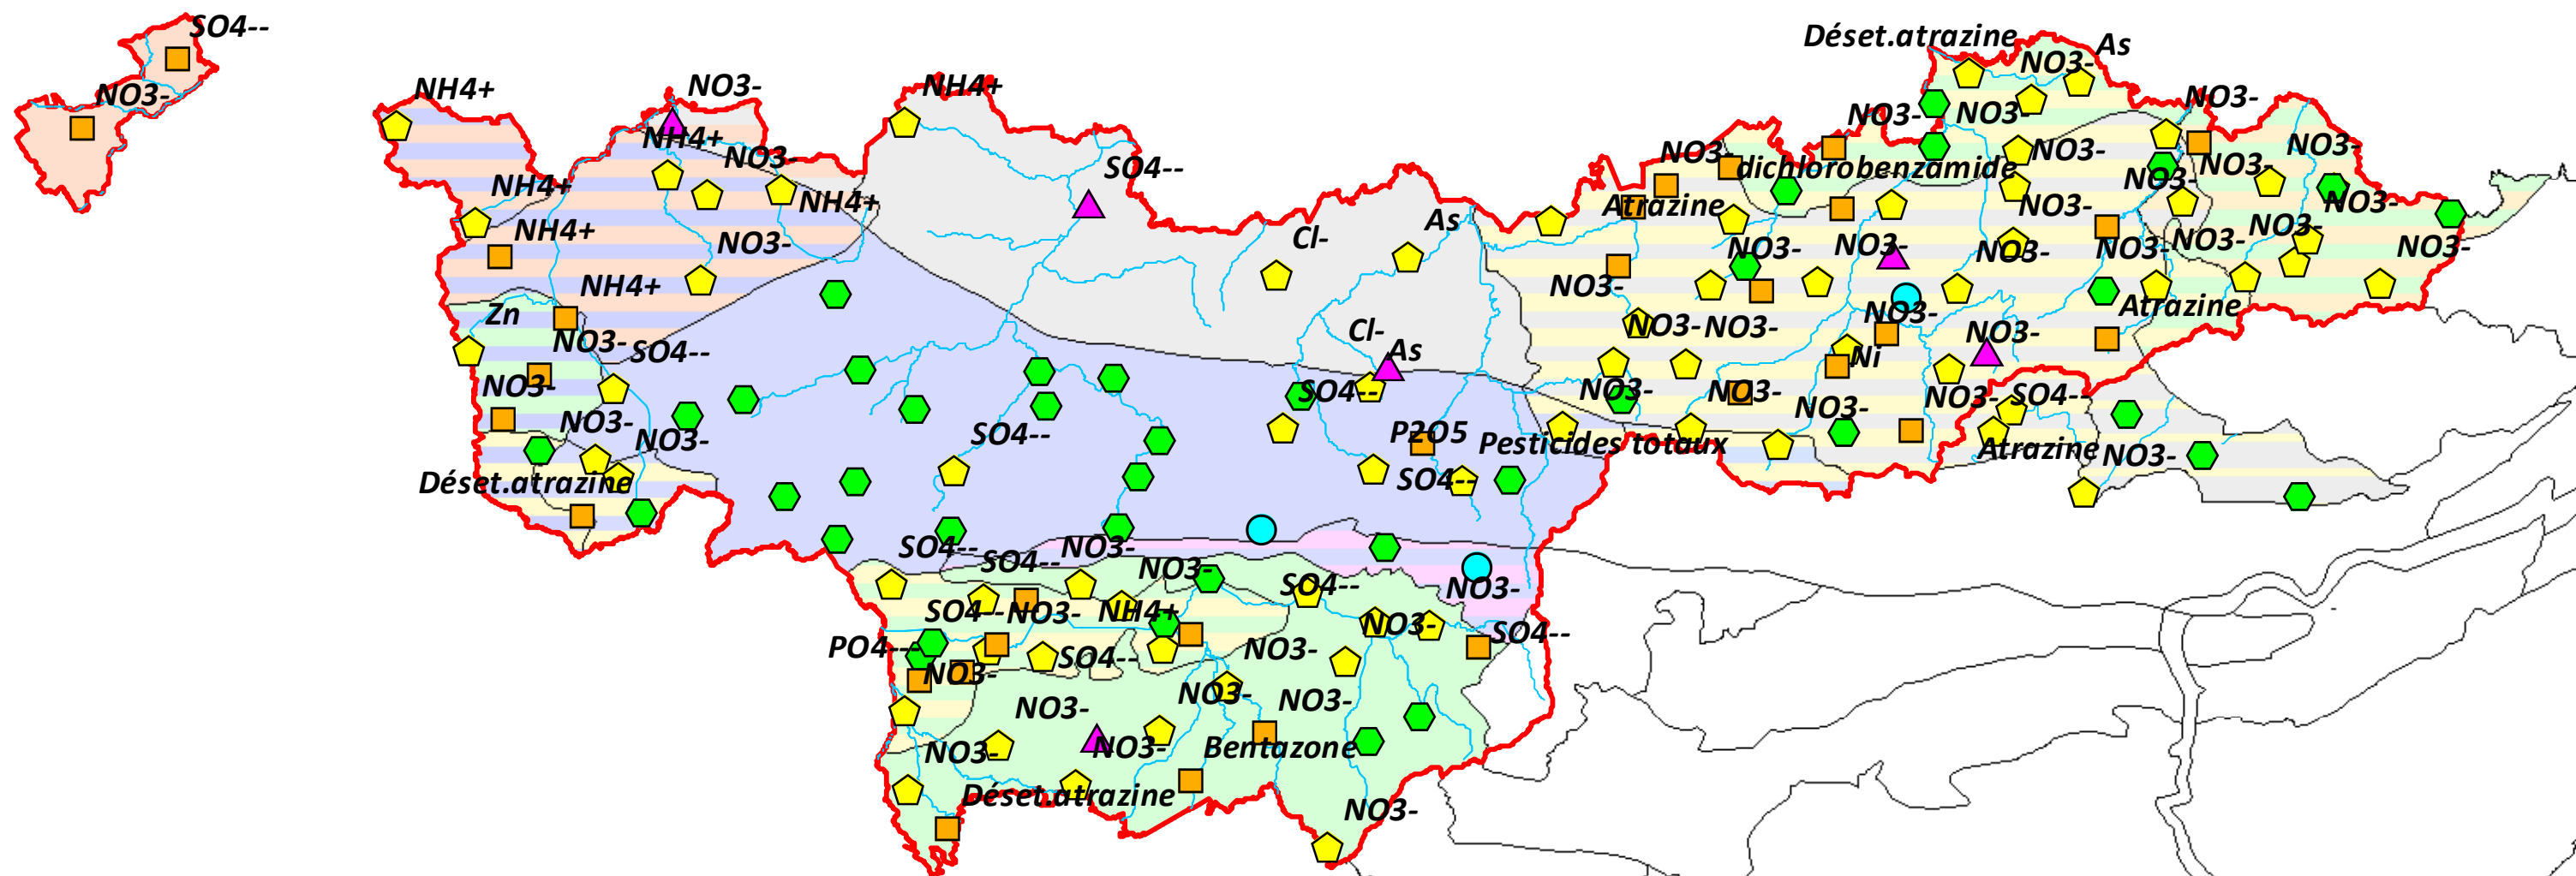 SO4--
NO3-
NH4+
NO3-
NH4+
NH4+
NO3-
NH4+
NH4+
NH4+
NO3-
NH4+
Zn
NO3-
SO4--
NO3-
NO3-
NO3-
Déset.atrazine
SO4--
Cl-
As
Cl-
As
SO4--
SO4--
P2O5
SO4--
Pesticides totaux
Déset.atrazine
As
NO3-
NO3-
NO3-
NO3-
NO3-
NO3-
dichlorobenzamide
NO3-
NO3-
NO3-
NO3-
NO3-
Atrazine
NO3-
NO3-
NO3-
NO3-
NO3-
NO3-
NO3-
NO3-
NO3-
NO3-
Atrazine
NO3-
NO3-
NO3-
Ni
NO3-
NO3-
NO3-
NO3-
SO4--
Atrazine
NO3-
SO4--
SO4--
NO3-
NO3-
SO4--
NO3-
SO4--
NO3-
NH4+
NO3-
SO4--
PO4---
NO3-
SO4--
NO3-
NO3-
NO3-
NO3-
NO3-
NO3-
Bentazone
Déset.atrazine
NO3-